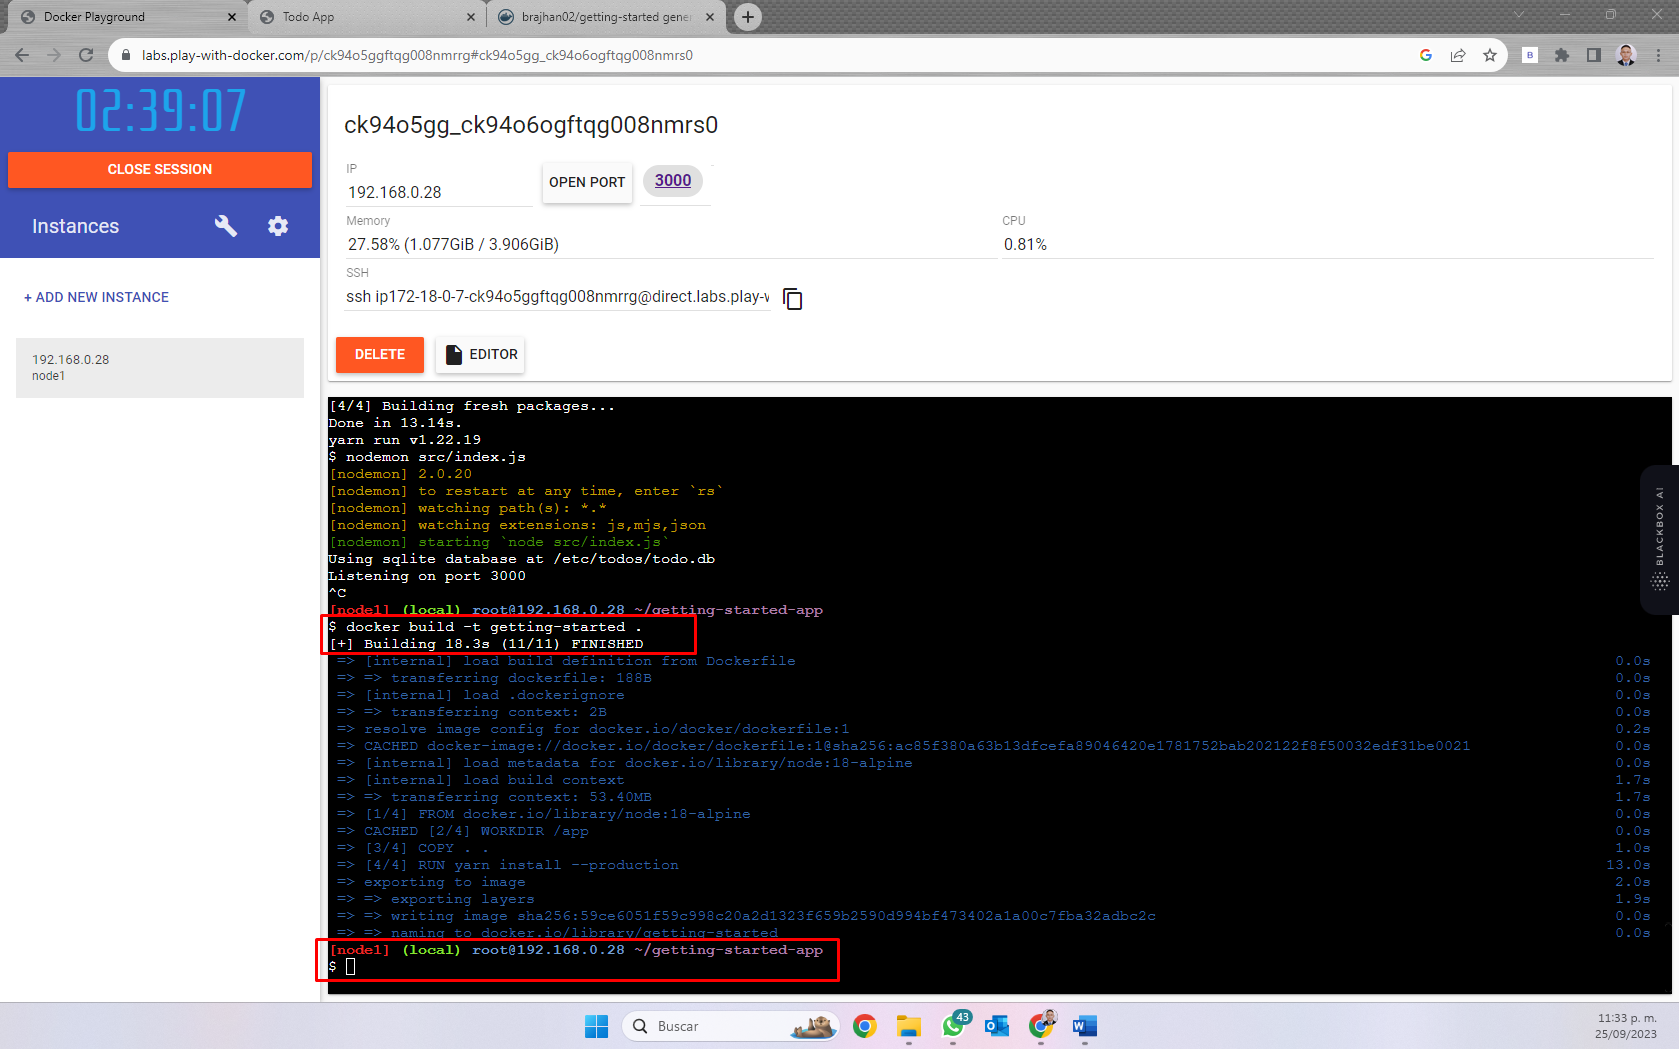 Docker Playground
Todo App
brajhan02/getting-started gener
labs.play-with-docker.com/p/ck94o5ggftqg008nmrrg#ck94o5gg_ck94o6ogftqg008nmrs0
02:39:07
CLOSE SESSION
Instances
+ ADD NEW INSTANCE
192.168.0.28
node1
ck94o5gg_ck94o6ogftqg008nmrs0
IP
192.168.0.28
OPEN PORT
3000
Memory
27.58% (1.077GiB / 3.906GiB)
CPU
0.81%
SSH
ssh ip172-18-0-7-ck94o5ggftqg008nmrrg@direct.labs.play-w
DELETE
EDITOR
[4/4] Building fresh packages...
Done in 13.14s.
yarn run v1.22.19
$ nodemon src/index.js
[nodemon] 2.0.20
[nodemon] to restart at any time, enter `rs`
[nodemon] watching path(s): *.*
[nodemon] watching extensions: js,mjs,json
[nodemon] starting `node src/index.js`
Using sqlite database at /etc/todos/todo.db
Listening on port 3000
^C
[node1] (local) root@192.168.0.28 ~/getting-started-app
$ docker build -t getting-started .
[+] Building 18.3s (11/11) FINISHED
=> [internal] load build definition from Dockerfile 0.0s
=> => transferring dockerfile: 188B 0.0s
=> [internal] load .dockerignore 0.0s
=> => transferring context: 2B 0.0s
=> resolve image config for docker.io/docker/dockerfile:1 0.2s
=> CACHED docker-image://docker.io/docker/dockerfile:1@sha256:ac85f380a63b13dfcefa89046420e1781752bab202122f8f50032edf31be0021 0.0s
=> [internal] load metadata for docker.io/library/node:18-alpine 0.0s
=> [internal] load build context 1.7s
=> => transferring context: 53.40MB 1.7s
=> [1/4] FROM docker.io/library/node:18-alpine 0.0s
=> CACHED [2/4] WORKDIR /app 0.0s
=> [3/4] COPY . . 1.0s
=> [4/4] RUN yarn install --production 13.0s
=> exporting to image 2.0s
=> => exporting layers 1.9s
=> => writing image sha256:59ce6051f59c998c20a2d1323f659b2590d994bf473402a1a00c7fba32adbc2c 0.0s
=> => naming to docker.io/library/getting-started 0.0s
[node1] (local) root@192.168.0.28 ~/getting-started-app
$
BLACKBOX AI
Buscar
43
11:33 p. m.
25/09/2023